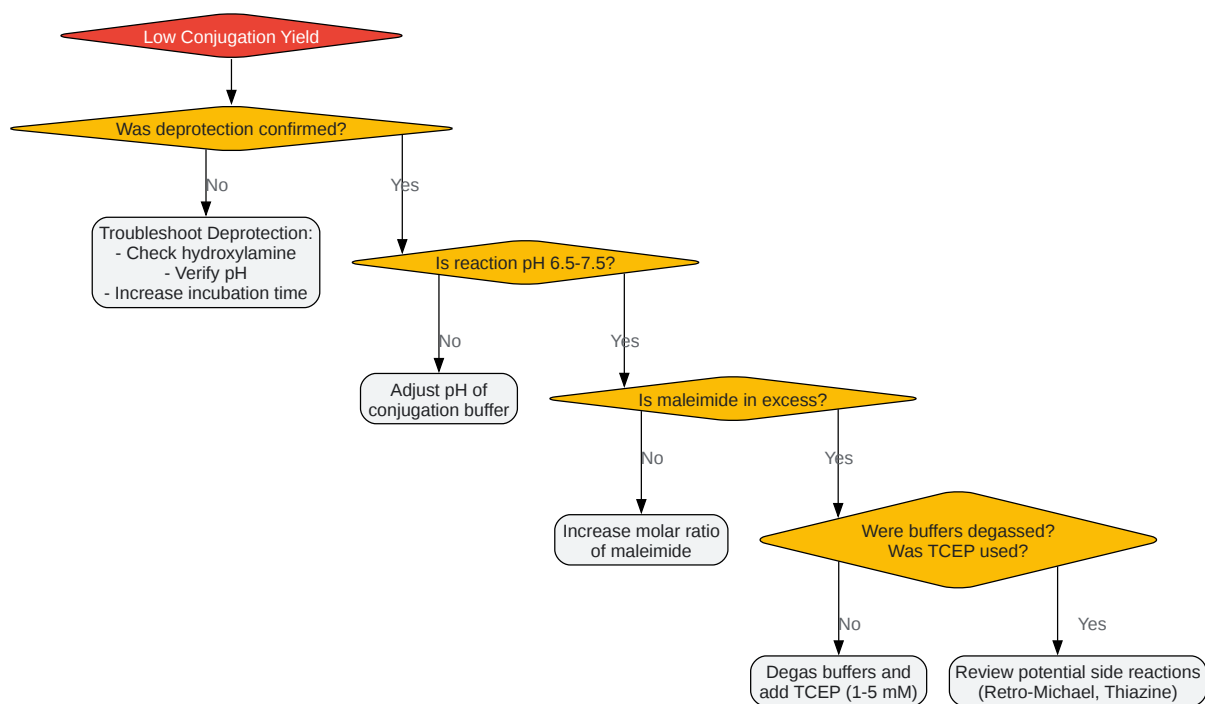 Low Conjugation Yield
Was deprotection confirmed?
No
Yes
Troubleshoot Deprotection:
- Check hydroxylamine
- Verify pH
- Increase incubation time
Is reaction pH 6.5-7.5?
No
Yes
Adjust pH of
conjugation buffer
Is maleimide in excess?
No
Yes
Increase molar ratio
of maleimide
Were buffers degassed?
Was TCEP used?
No
Yes
Degas buffers and
add TCEP (1-5 mM)
Review potential side reactions
(Retro-Michael, Thiazine)